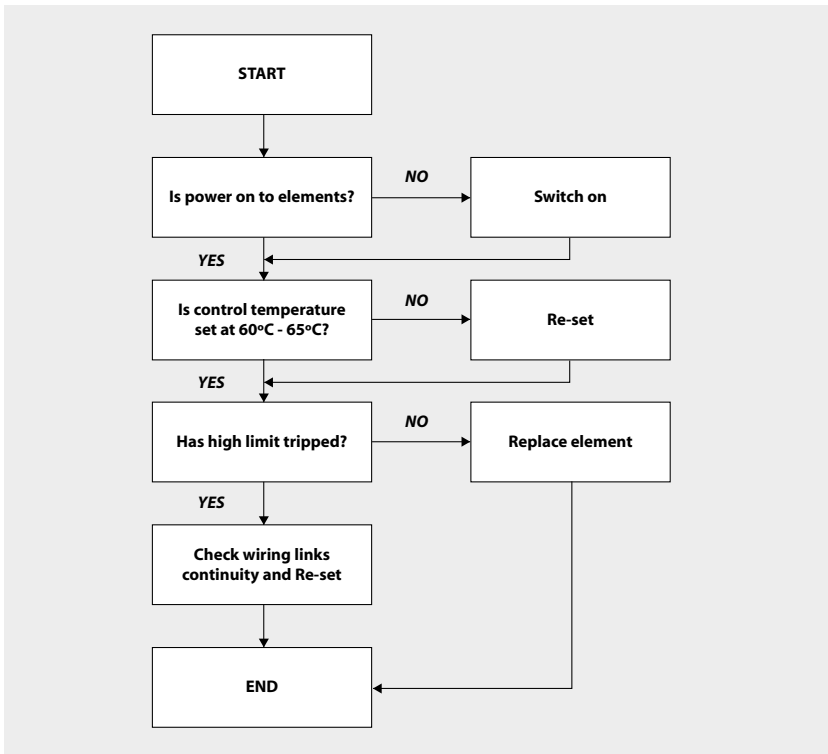 START
Is power on to elements?
NO
Switch on
YES
Is control temperature
set at 60ºC - 65ºC?
NO
Re-set
YES
Has high limit tripped?
NO
Replace element
YES
Check wiring links
continuity and Re-set
END